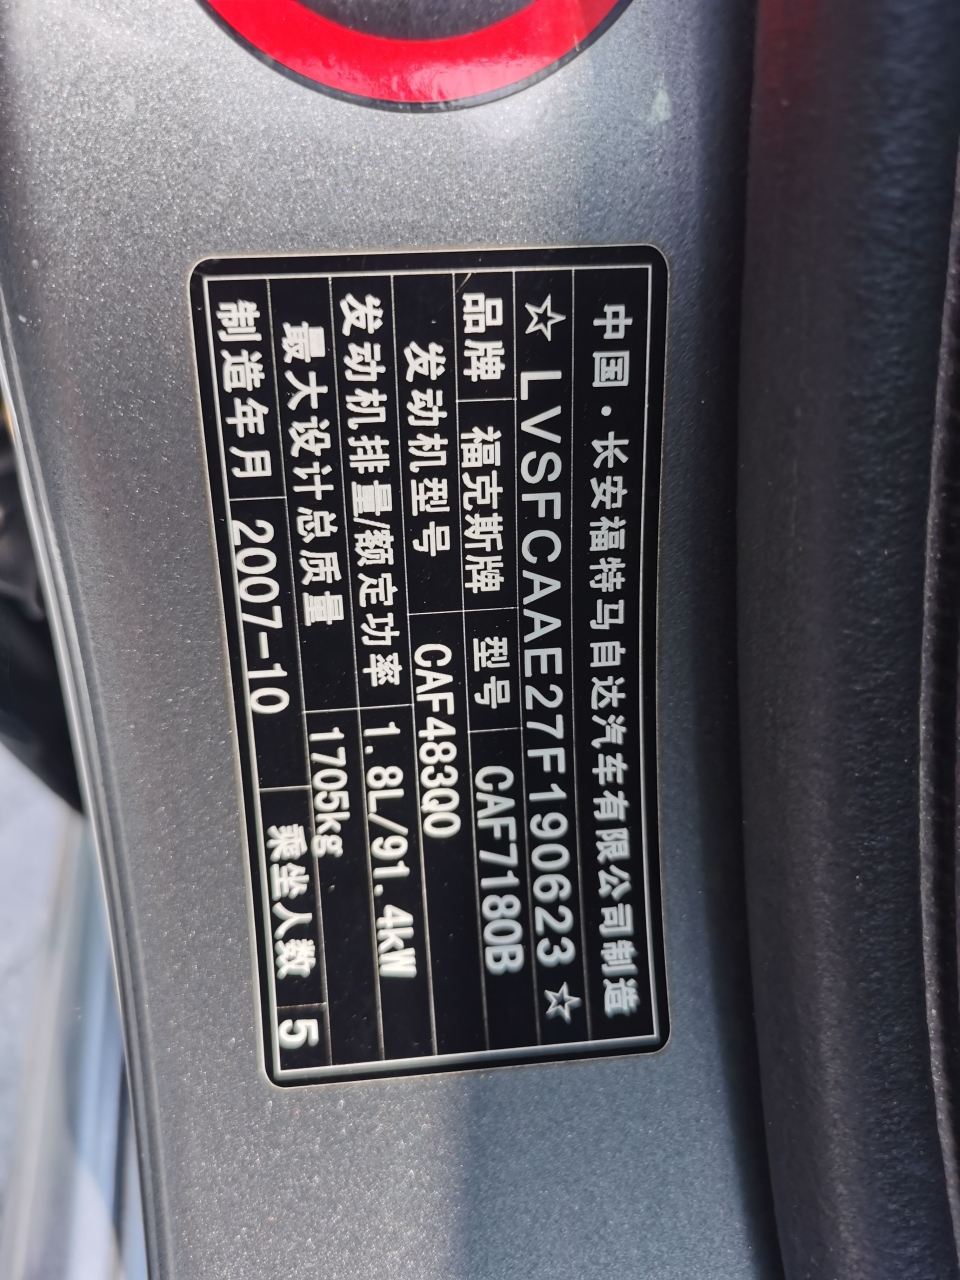 中国·长安福特马自达汽车有限公司制造
☆ LVSFCAAE27F190623 ☆
品牌 福克斯牌 型号 CAF7180B
发动机型号 CAF483Q0
发动机排量/额定功率 1.8L/91.4kW
最大设计总质量 1705kg
制造年月 2007-10 乘坐人数 5